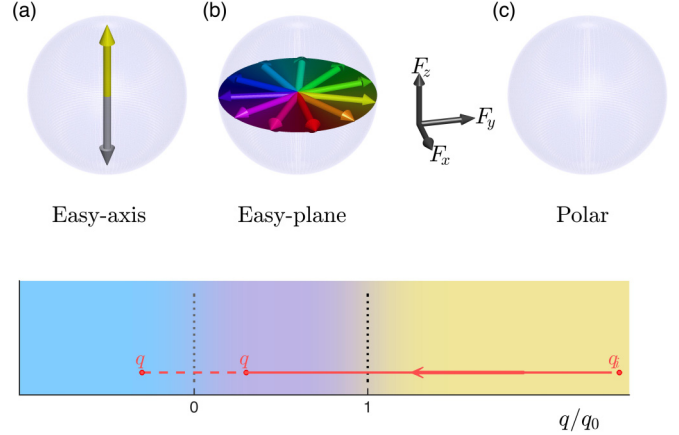 (a)
(b)
(c)
F_z
F_y
F_x
Easy-axis
Easy-plane
Polar
q
q
q_i
0
1
q/q_0